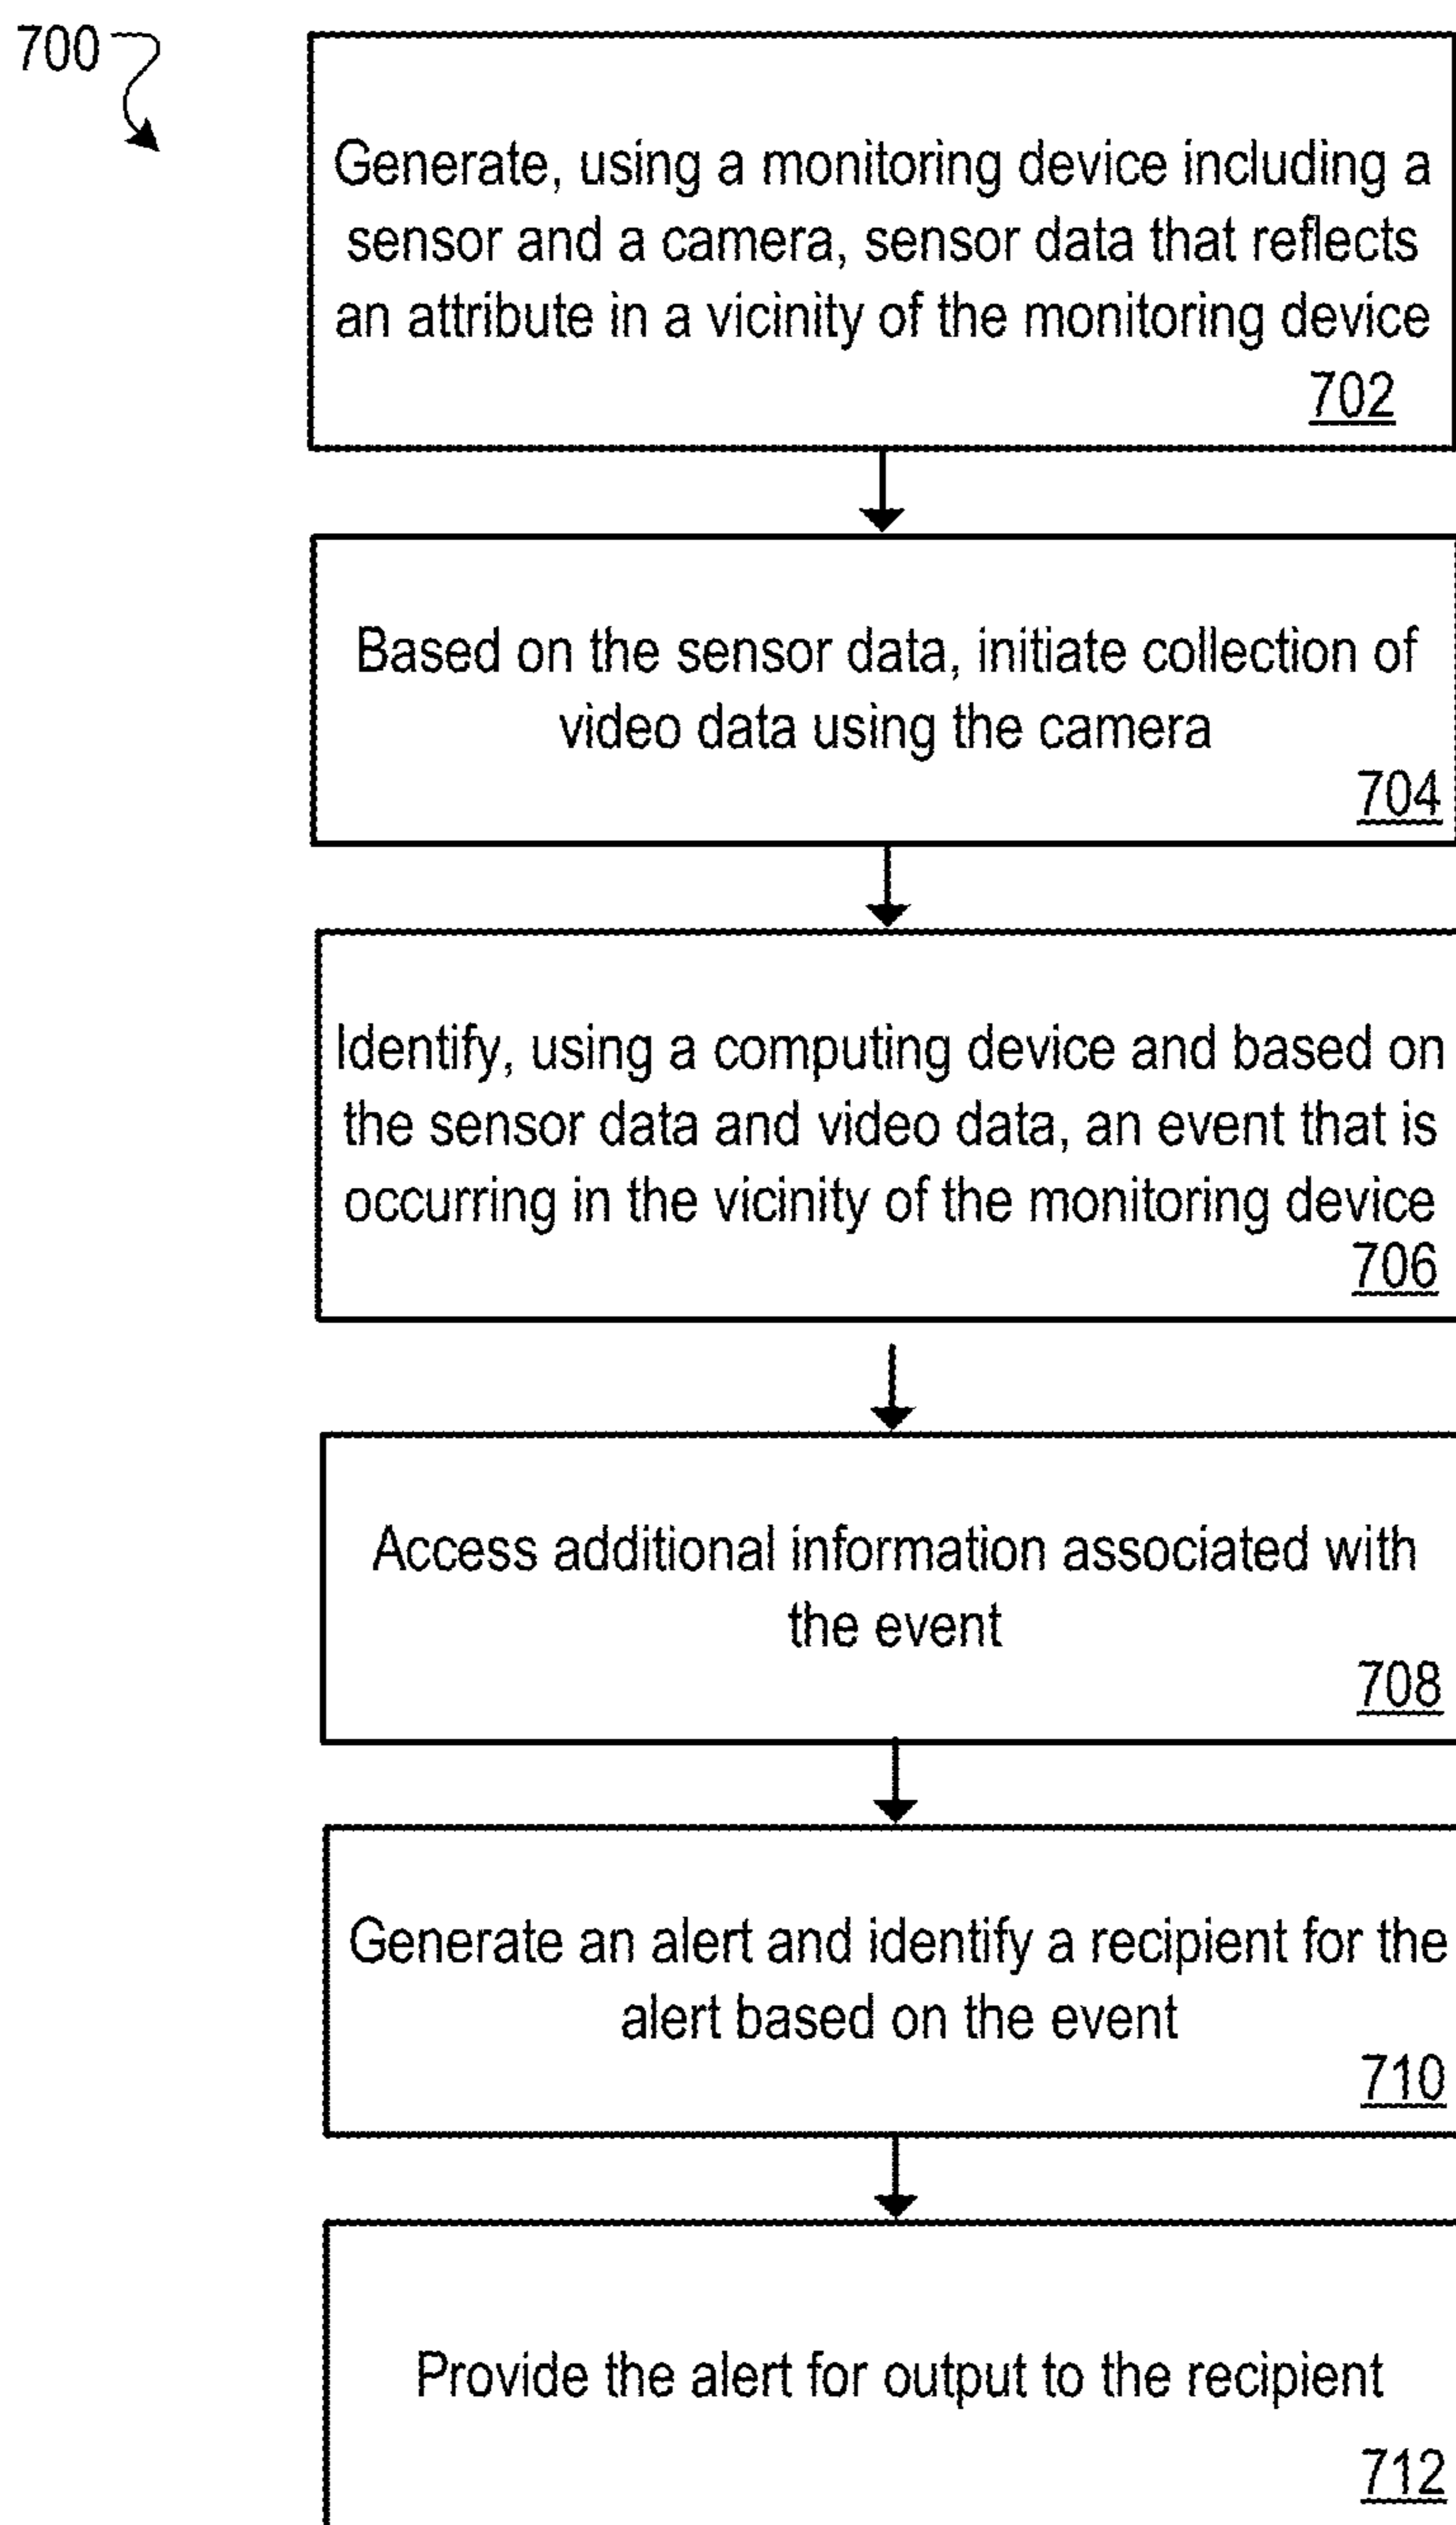 700
Generate, using a monitoring device including a
sensor and a camera, sensor data that reflects
an attribute in a vicinity of the monitoring device
702
Based on the sensor data, initiate collection of
video data using the camera
704
Identify, using a computing device and based on
the sensor data and video data, an event that is
occurring in the vicinity of the monitoring device
706
Access additional information associated with
the event
708
Generate an alert and identify a recipient for the
alert based on the event
710
Provide the alert for output to the recipient
712